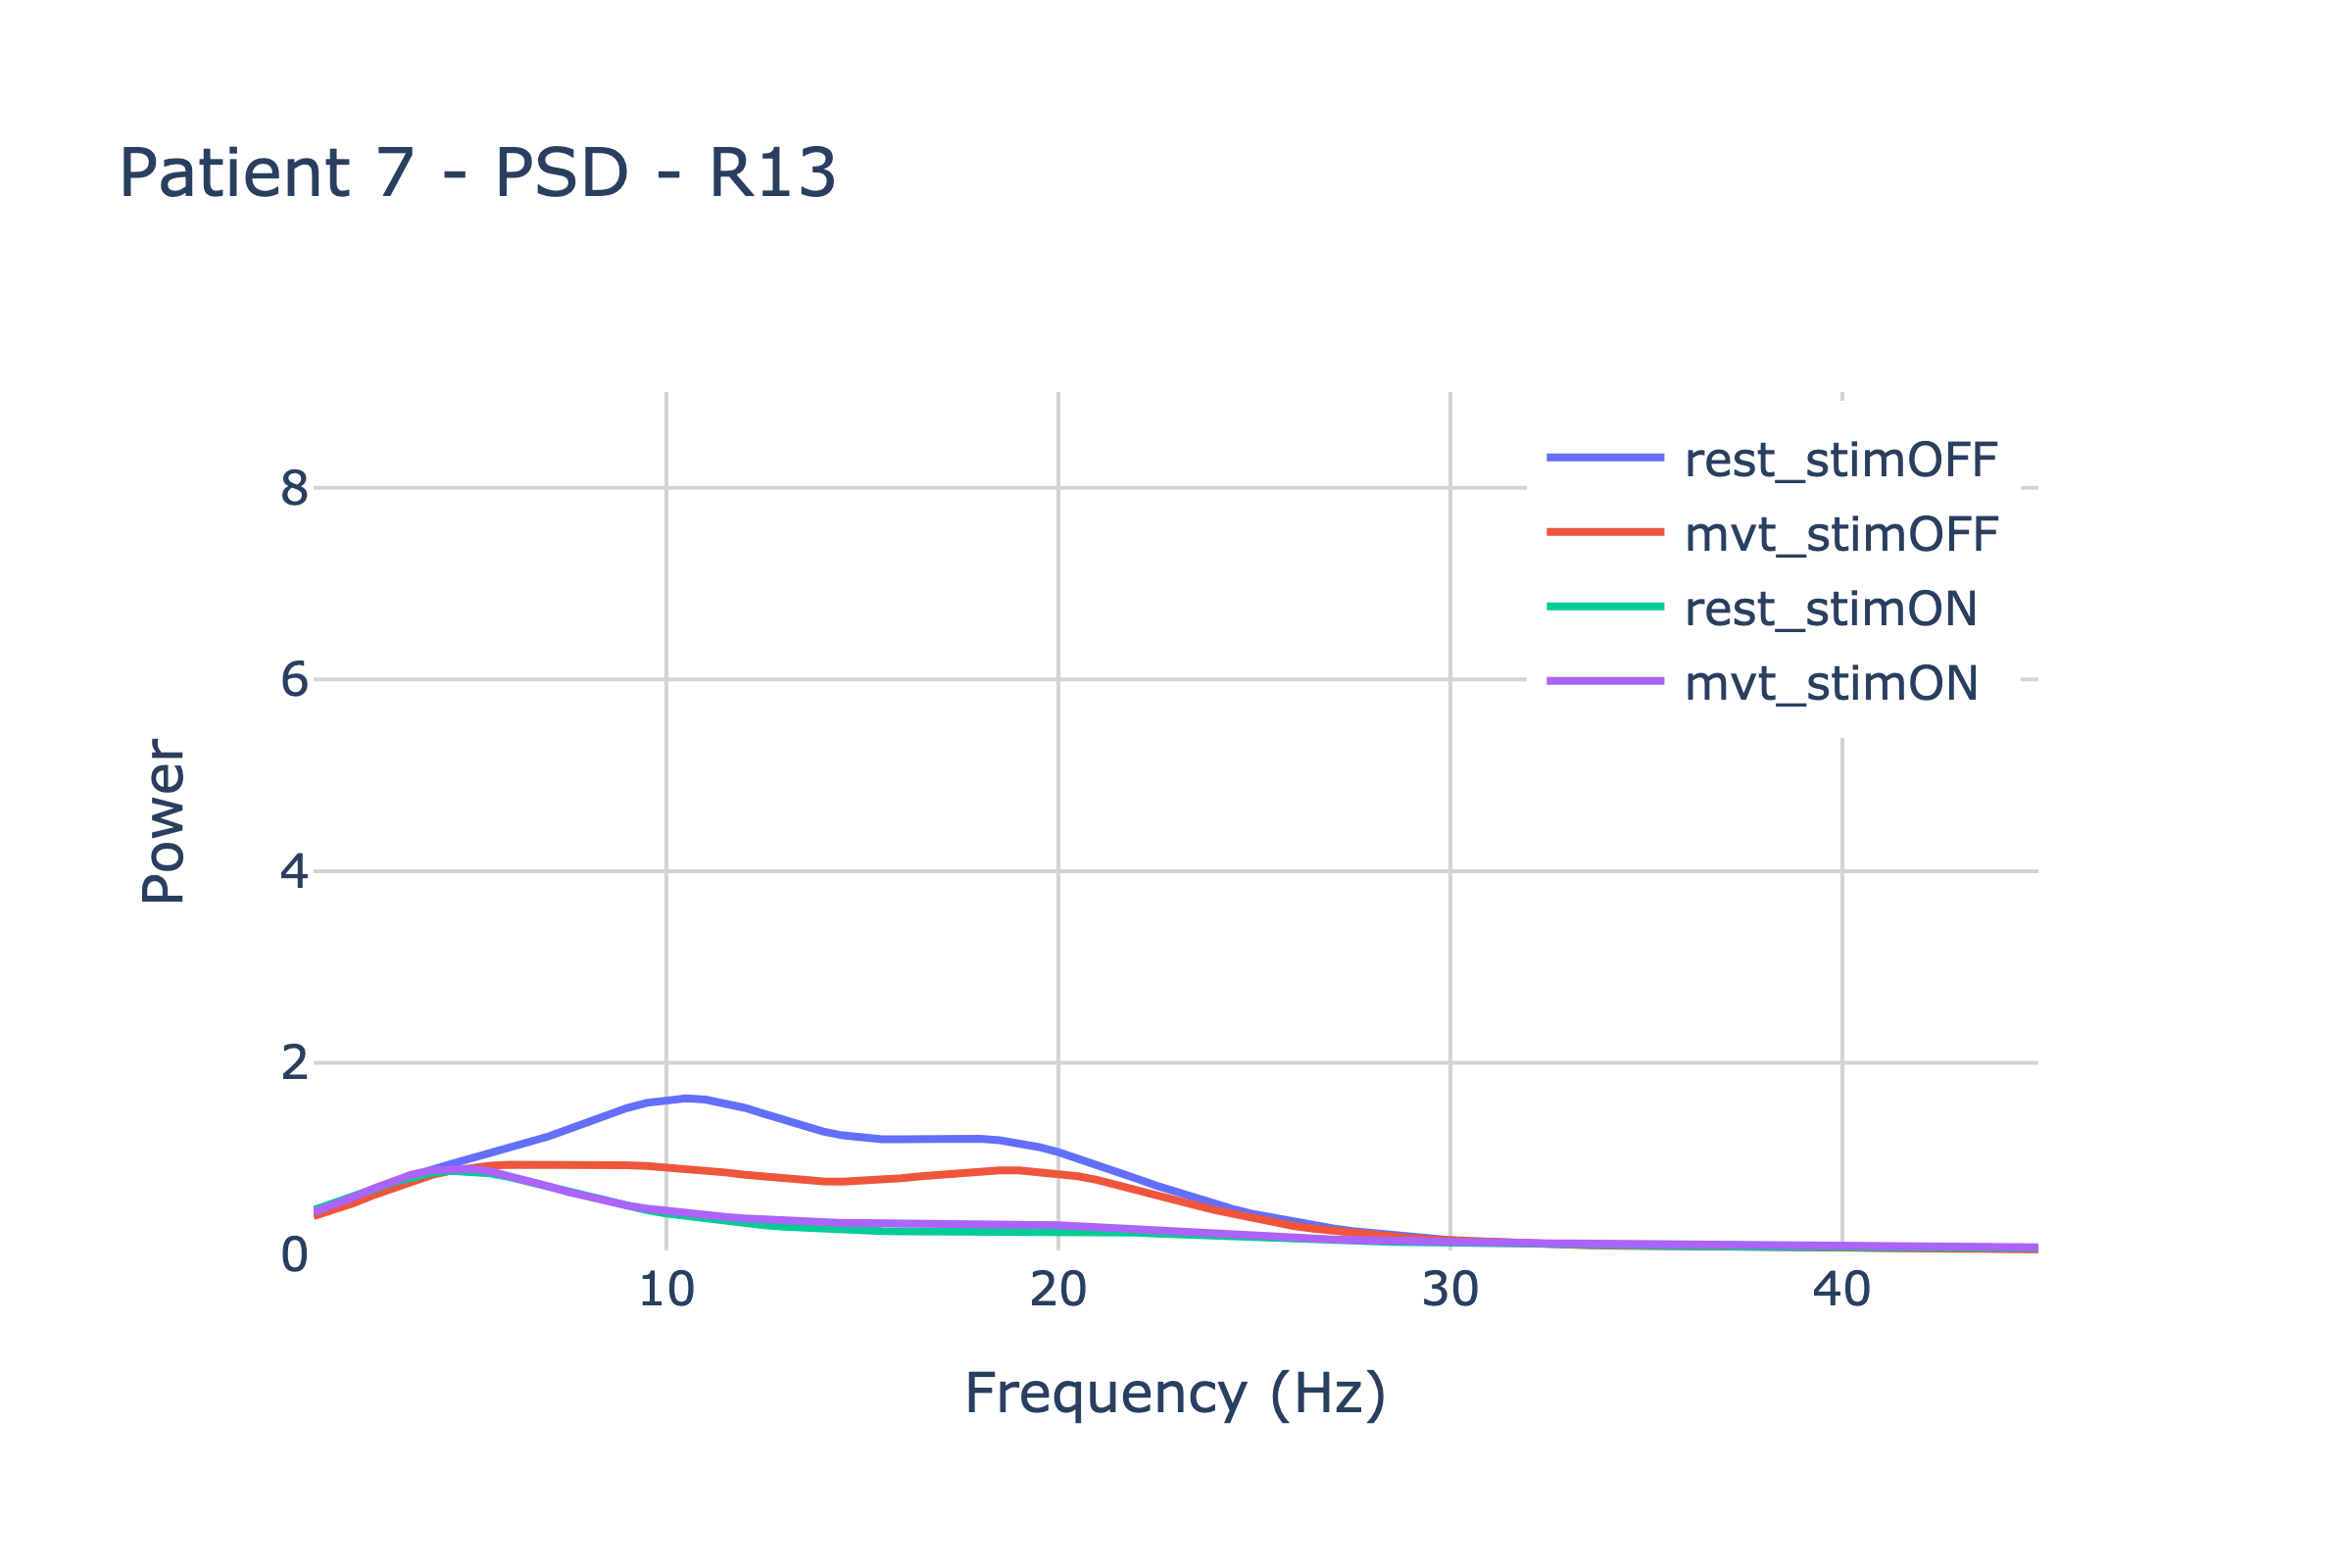 Patient 7 - PSD - R13
rest_stimOFF
mvt_stimOFF
rest_stimON
mvt_stimON
8
6
4
2
0
Power
10 20 30 40
Frequency (Hz)